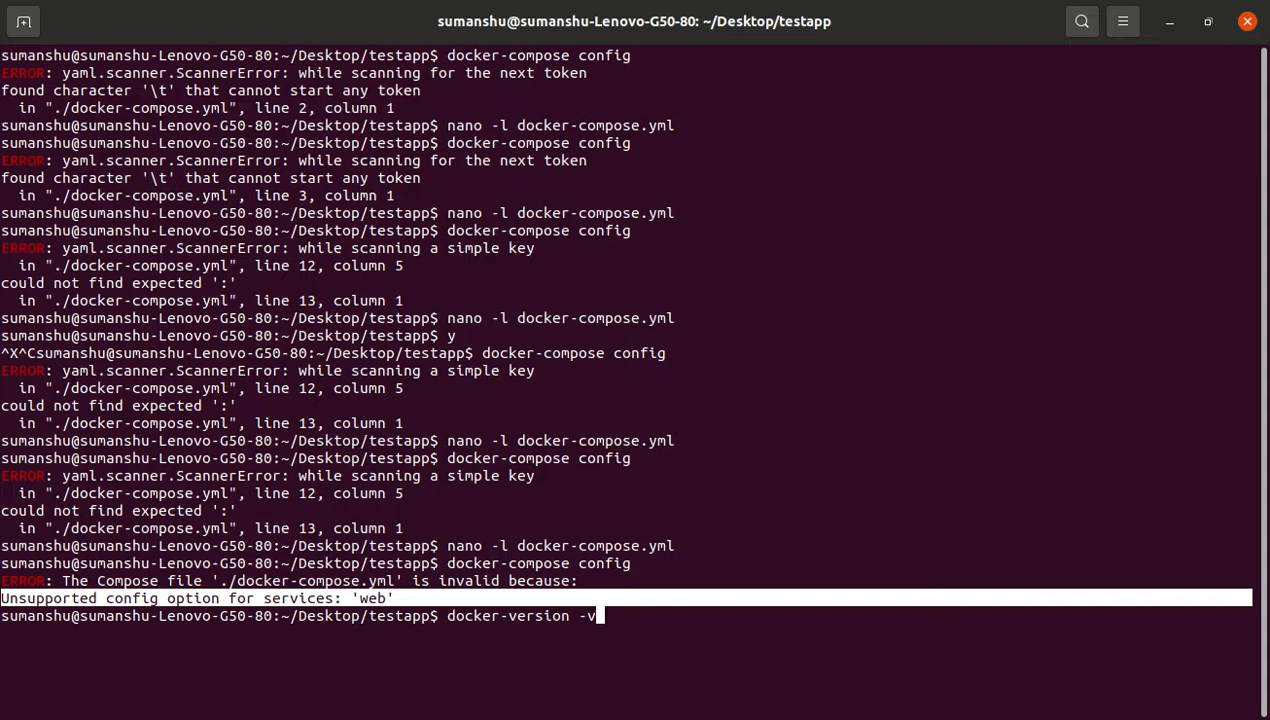 sumanshu@sumanshu-Lenovo-G50-80: ~/Desktop/testapp
sumanshu@sumanshu-Lenovo-G50-80:~/Desktop/testapp$ docker-compose config
ERROR: yaml.scanner.ScannerError: while scanning for the next token
found character '\t' that cannot start any token
  in "./docker-compose.yml", line 2, column 1
sumanshu@sumanshu-Lenovo-G50-80:~/Desktop/testapp$ nano -l docker-compose.yml
sumanshu@sumanshu-Lenovo-G50-80:~/Desktop/testapp$ docker-compose config
ERROR: yaml.scanner.ScannerError: while scanning for the next token
found character '\t' that cannot start any token
  in "./docker-compose.yml", line 3, column 1
sumanshu@sumanshu-Lenovo-G50-80:~/Desktop/testapp$ nano -l docker-compose.yml
sumanshu@sumanshu-Lenovo-G50-80:~/Desktop/testapp$ docker-compose config
ERROR: yaml.scanner.ScannerError: while scanning a simple key
  in "./docker-compose.yml", line 12, column 5
could not find expected ':'
  in "./docker-compose.yml", line 13, column 1
sumanshu@sumanshu-Lenovo-G50-80:~/Desktop/testapp$ nano -l docker-compose.yml
sumanshu@sumanshu-Lenovo-G50-80:~/Desktop/testapp$ y
^X^Csumanshu@sumanshu-Lenovo-G50-80:~/Desktop/testapp$ docker-compose config
ERROR: yaml.scanner.ScannerError: while scanning a simple key
  in "./docker-compose.yml", line 12, column 5
could not find expected ':'
  in "./docker-compose.yml", line 13, column 1
sumanshu@sumanshu-Lenovo-G50-80:~/Desktop/testapp$ nano -l docker-compose.yml
sumanshu@sumanshu-Lenovo-G50-80:~/Desktop/testapp$ docker-compose config
ERROR: yaml.scanner.ScannerError: while scanning a simple key
  in "./docker-compose.yml", line 12, column 5
could not find expected ':'
  in "./docker-compose.yml", line 13, column 1
sumanshu@sumanshu-Lenovo-G50-80:~/Desktop/testapp$ nano -l docker-compose.yml
sumanshu@sumanshu-Lenovo-G50-80:~/Desktop/testapp$ docker-compose config
ERROR: The Compose file './docker-compose.yml' is invalid because:
Unsupported config option for services: 'web'
sumanshu@sumanshu-Lenovo-G50-80:~/Desktop/testapp$ docker-version -v